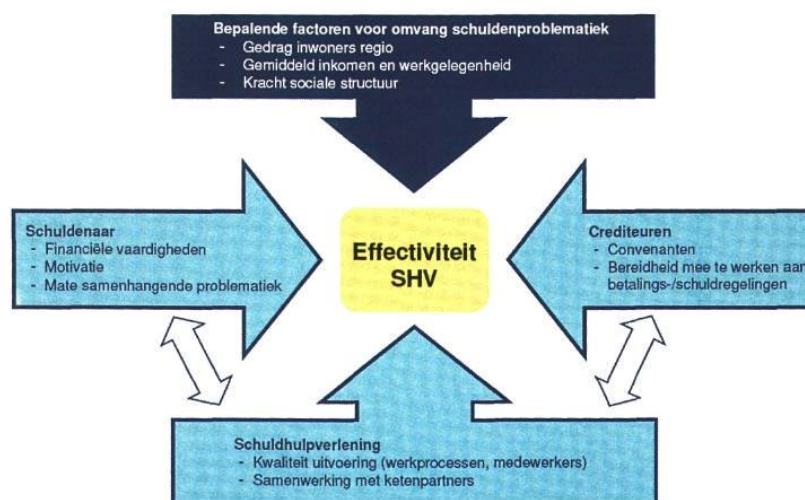 Bepalende factoren voor omvang schuldenproblematiek
- Gedrag inwoners regio
- Gemiddeld inkomen en werkgelegenheid
- Kracht sociale structuur
Schuldenaar
- Financiële vaardigheden
- Motivatie
- Mate samenhangende problematiek
Effectiviteit
SHV
Crediteuren
- Convenanten
- Bereidheid mee te werken aan
betalings-/schuldregelingen
Schuldhulpverlening
- Kwaliteit uitvoering (werkprocessen, medewerkers)
- Samenwerking met ketenpartners